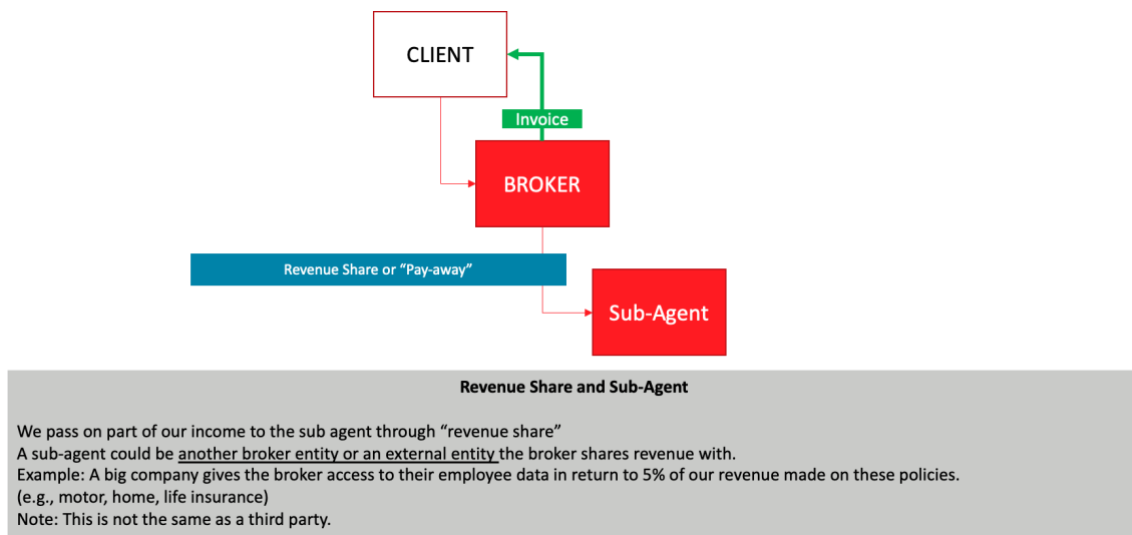 CLIENT
Invoice
BROKER
Revenue Share or “Pay-away”
Sub-Agent
Revenue Share and Sub-Agent
We pass on part of our income to the sub agent through “revenue share”
A sub-agent could be another broker entity or an external entity the broker shares revenue with.
Example: A big company gives the broker access to their employee data in return to 5% of our revenue made on these policies.
(e.g., motor, home, life insurance)
Note: This is not the same as a third party.